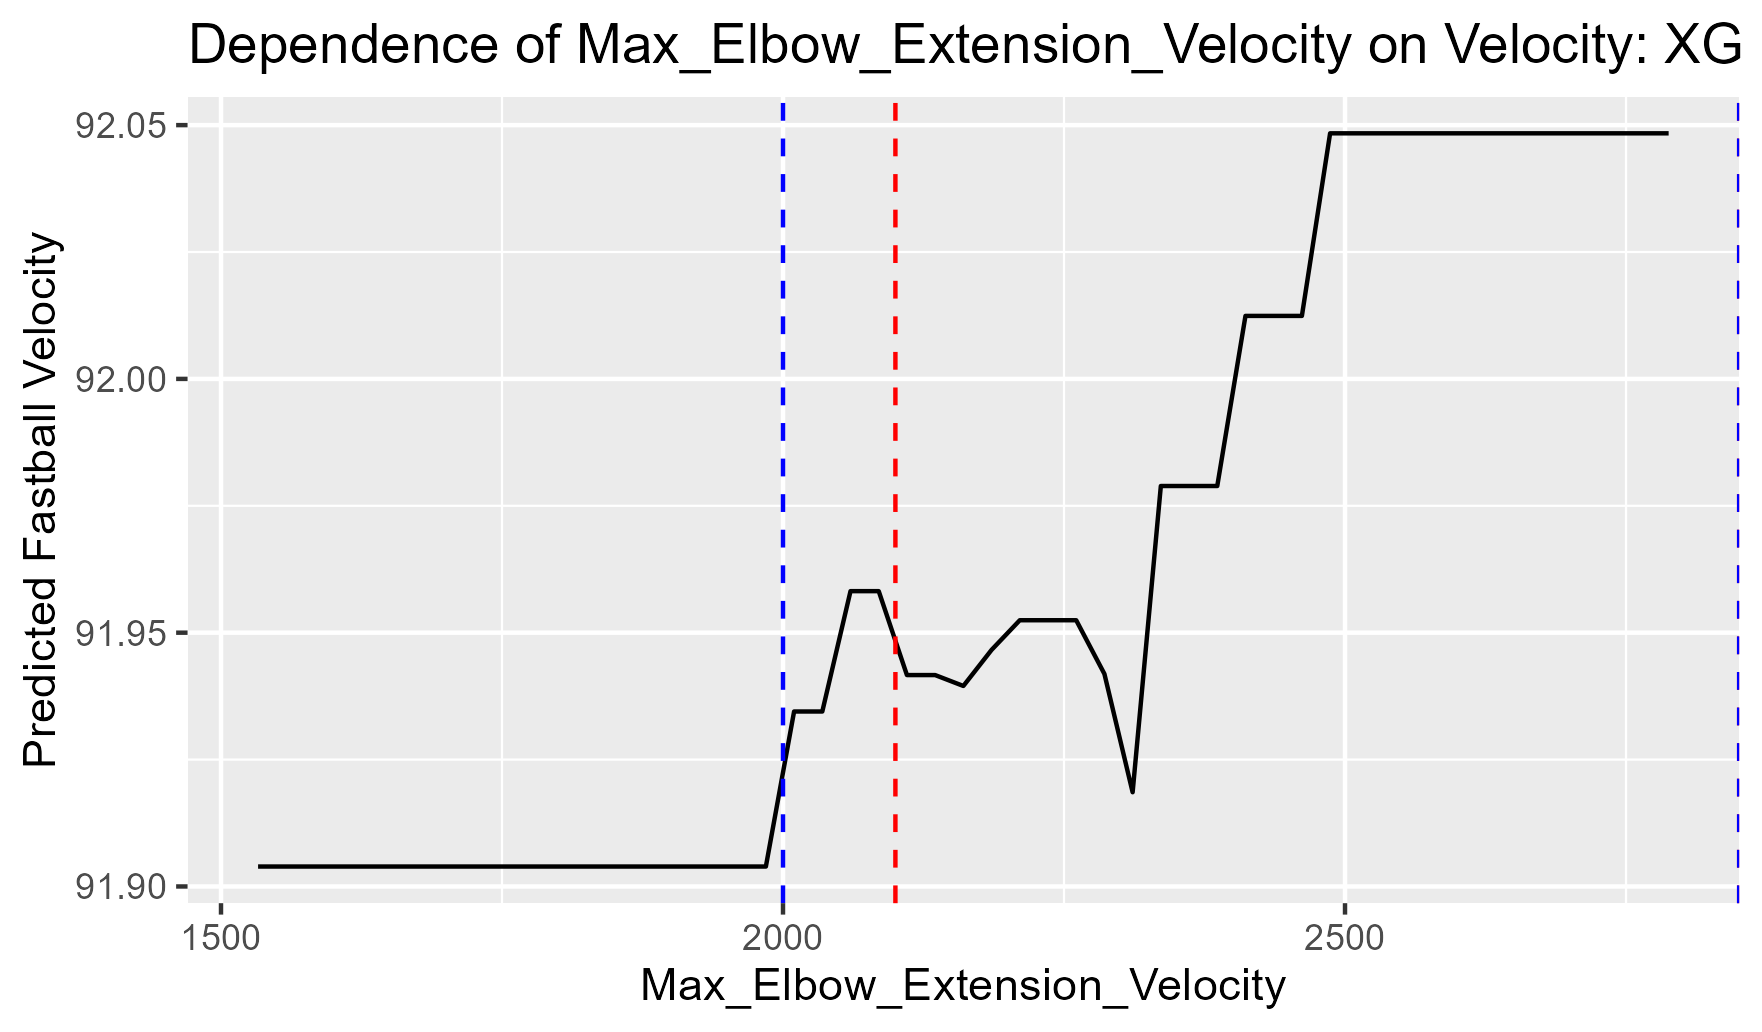 Dependence of Max_Elbow_Extension_Velocity on Velocity: XG
92.05
92.00
91.95
91.90
Predicted Fastball Velocity
1500 2000 2500
Max_Elbow_Extension_Velocity